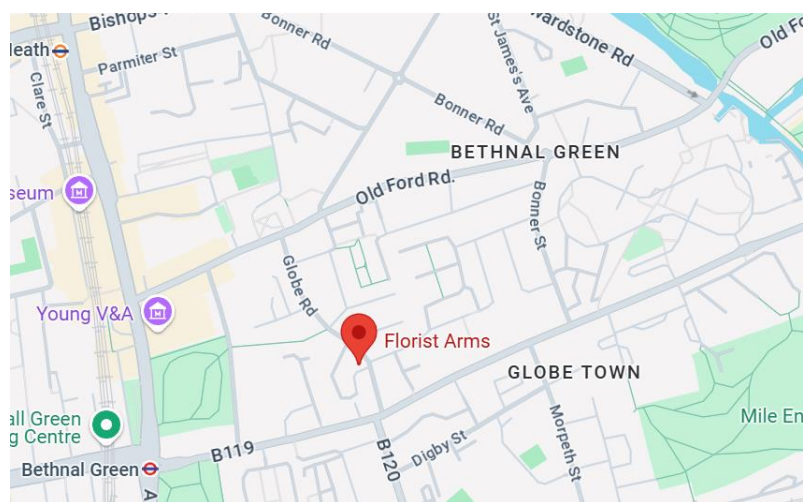 Bishops
Bonner Rd
St James's Ave
wardstone Rd
Old Fo
Heath
Parmiter St
Clare St
Bonner Rd
BETHNAL GREEN
seum
Old Ford Rd.
Bonner St
Globe Rd
Young V&A
Florist Arms
GLOBE TOWN
all Green
g Centre
Mile En
Morpeth St
Digby St
B119
B120
Bethnal Green
A